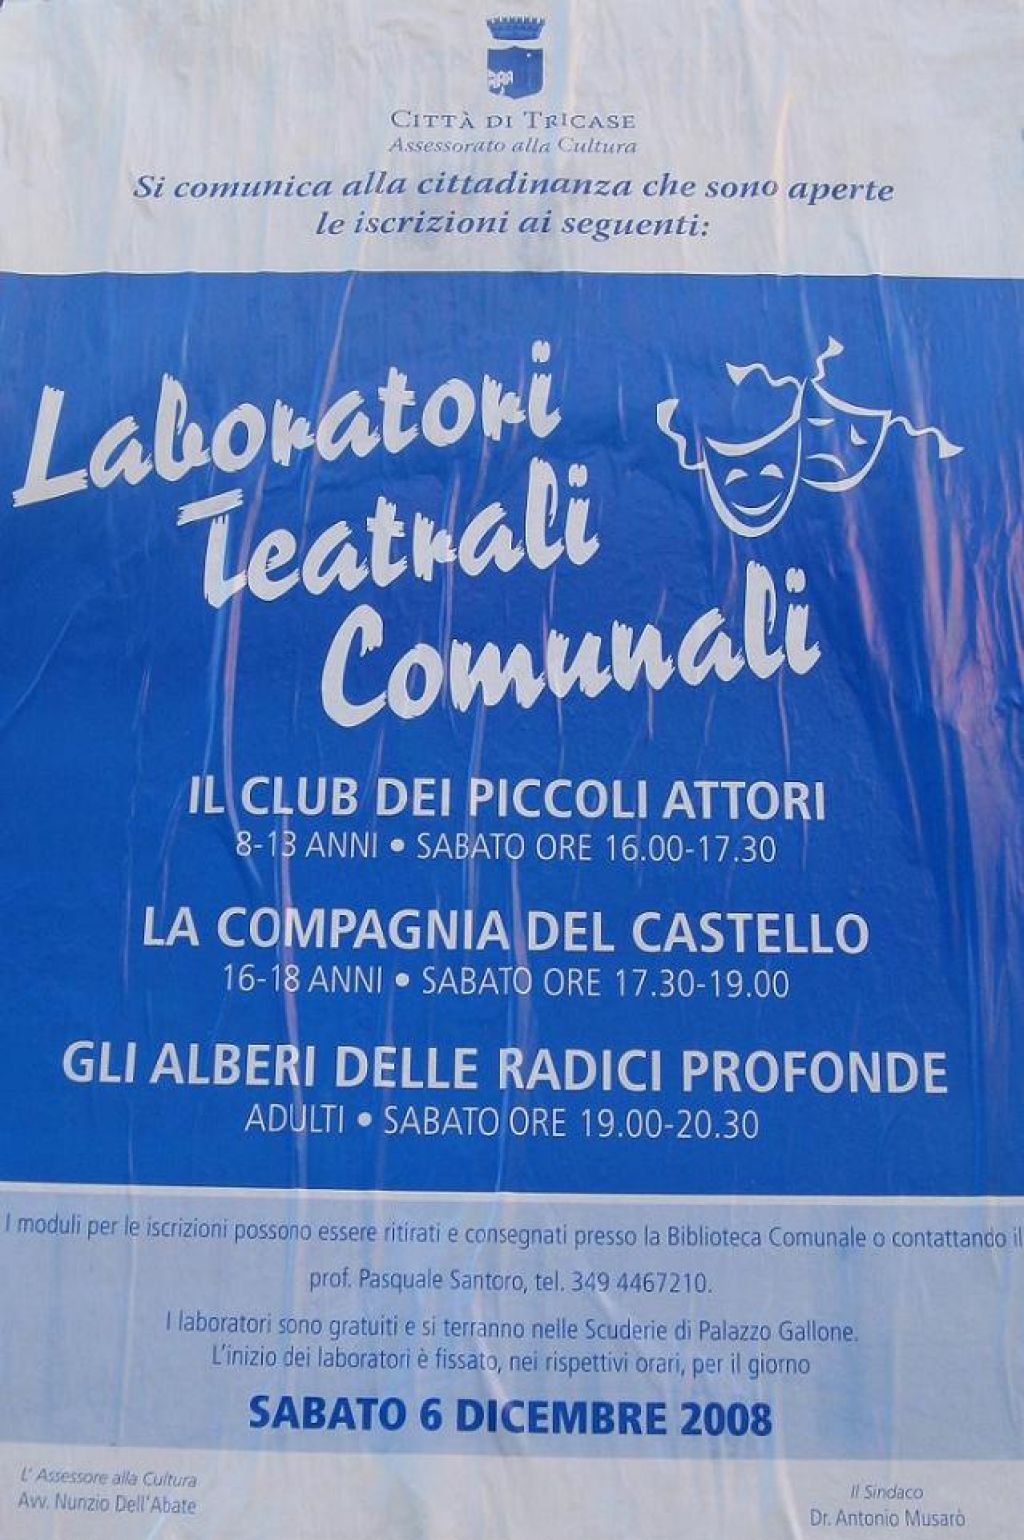 CITTÀ DI TRICASE
Assessorato alla Cultura
Si comunica alla cittadinanza che sono aperte
le iscrizioni ai seguenti:
Laboratori
Teatrali
Comunali
IL CLUB DEI PICCOLI ATTORI
8-13 ANNI • SABATO ORE 16.00-17.30
LA COMPAGNIA DEL CASTELLO
16-18 ANNI • SABATO ORE 17.30-19.00
GLI ALBERI DELLE RADICI PROFONDE
ADULTI • SABATO ORE 19.00-20.30
I moduli per le iscrizioni possono essere ritirati e consegnati presso la Biblioteca Comunale o contattando il
prof. Pasquale Santoro, tel. 349 4467210.
I laboratori sono gratuiti e si terranno nelle Scuderie di Palazzo Gallone.
L'inizio dei laboratori è fissato, nei rispettivi orari, per il giorno
SABATO 6 DICEMBRE 2008
L' Assessore alla Cultura
Avv. Nunzio Dell'Abate
Il Sindaco
Dr. Antonio Musarò